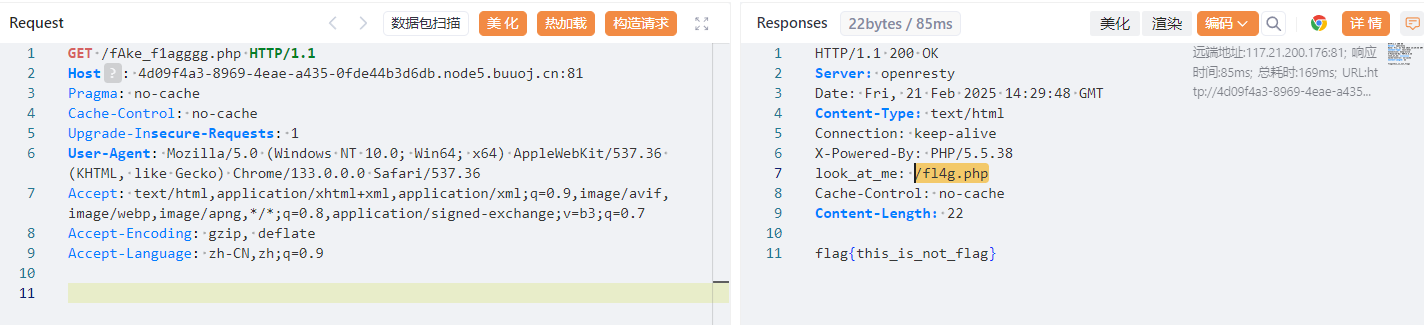 Request
数据包扫描
美化
热加载
构造请求
1 GET /fAke_f1agggg.php HTTP/1.1
2 Host ? : 4d09f4a3-8969-4eae-a435-0fde44b3d6db.node5.buuoj.cn:81
3 Pragma: no-cache
4 Cache-Control: no-cache
5 Upgrade-Insecure-Requests: 1
6 User-Agent: Mozilla/5.0 (Windows NT 10.0; Win64; x64) AppleWebKit/537.36
(KHTML, like Gecko) Chrome/133.0.0.0 Safari/537.36
7 Accept: text/html,application/xhtml+xml,application/xml;q=0.9,image/avif,
image/webp,image/apng,*/*;q=0.8,application/signed-exchange;v=b3;q=0.7
8 Accept-Encoding: gzip, deflate
9 Accept-Language: zh-CN,zh;q=0.9
10
11
Responses
22bytes / 85ms
美化
渲染
编码
详情
1 HTTP/1.1 200 OK
2 Server: openresty
3 Date: Fri, 21 Feb 2025 14:29:48 GMT
4 Content-Type: text/html
5 Connection: keep-alive
6 X-Powered-By: PHP/5.5.38
7 look_at_me: /fl4g.php
8 Cache-Control: no-cache
9 Content-Length: 22
10
11 flag{this_is_not_flag}
远端地址:117.21.200.176:81; 响应
时间:85ms; 总耗时:169ms; URL:ht
tp://4d09f4a3-8969-4eae-a435...